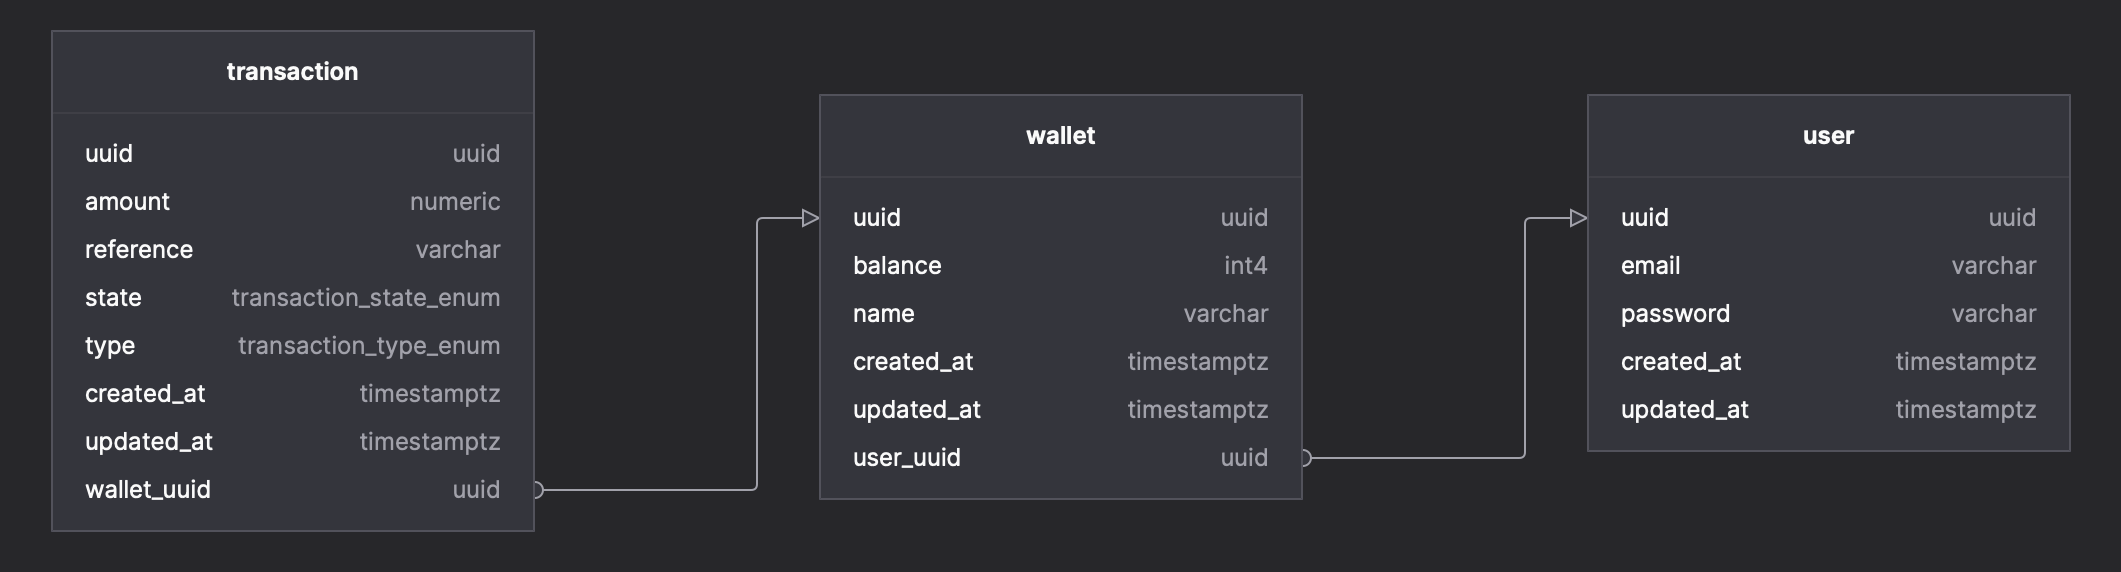 transaction
uuid uuid
amount numeric
reference varchar
state transaction_state_enum
type transaction_type_enum
created_at timestamptz
updated_at timestamptz
wallet_uuid uuid
wallet
uuid uuid
balance int4
name varchar
created_at timestamptz
updated_at timestamptz
user_uuid uuid
user
uuid uuid
email varchar
password varchar
created_at timestamptz
updated_at timestamptz